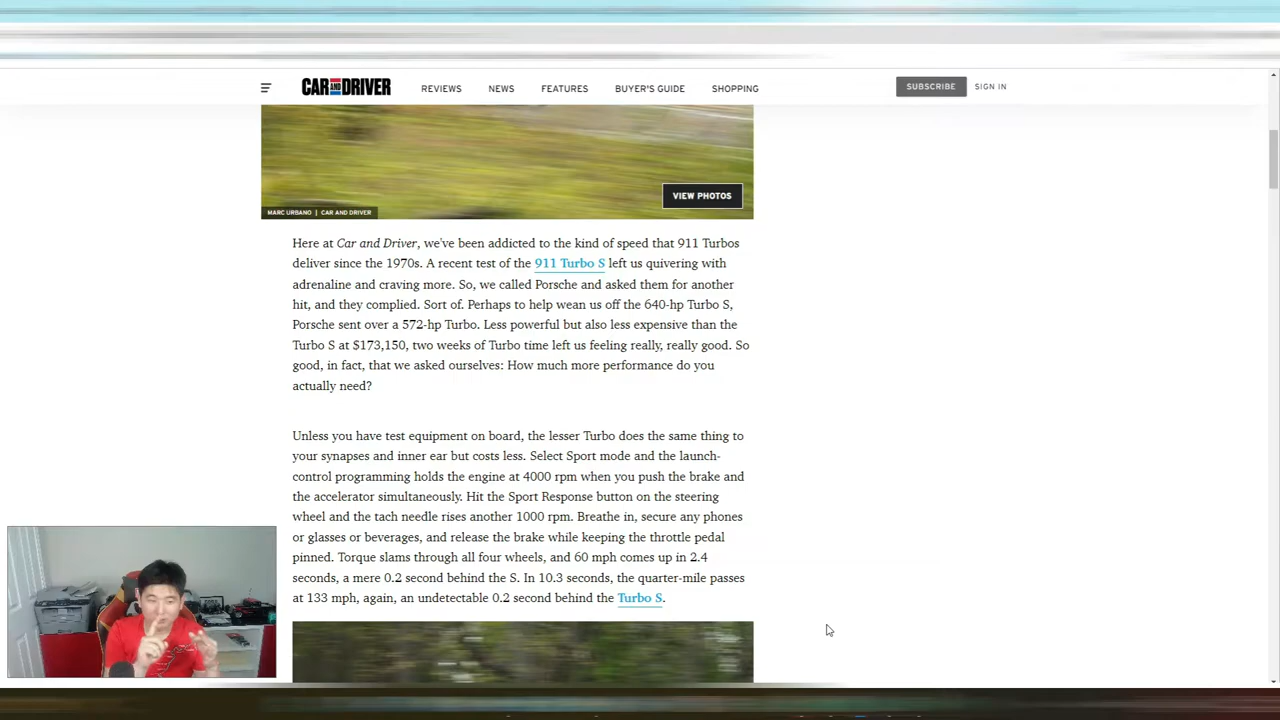 CAR AND DRIVER
REVIEWS
NEWS
FEATURES
BUYER'S GUIDE
SHOPPING
SUBSCRIBE
SIGN IN
VIEW PHOTOS
MARC URBANO | CAR AND DRIVER
Here at Car and Driver, we've been addicted to the kind of speed that 911 Turbos
deliver since the 1970s. A recent test of the 911 Turbo S left us quivering with
adrenaline and craving more. So, we called Porsche and asked them for another
hit, and they complied. Sort of. Perhaps to help wean us off the 640-hp Turbo S,
Porsche sent over a 572-hp Turbo. Less powerful but also less expensive than the
Turbo S at $173,150, two weeks of Turbo time left us feeling really, really good. So
good, in fact, that we asked ourselves: How much more performance do you
actually need?
Unless you have test equipment on board, the lesser Turbo does the same thing to
your synapses and inner ear but costs less. Select Sport mode and the launch-
control programming holds the engine at 4000 rpm when you push the brake and
the accelerator simultaneously. Hit the Sport Response button on the steering
wheel and the tach needle rises another 1000 rpm. Breathe in, secure any phones
or glasses or beverages, and release the brake while keeping the throttle pedal
pinned. Torque slams through all four wheels, and 60 mph comes up in 2.4
seconds, a mere 0.2 second behind the S. In 10.3 seconds, the quarter-mile passes
at 133 mph, again, an undetectable 0.2 second behind the Turbo S.